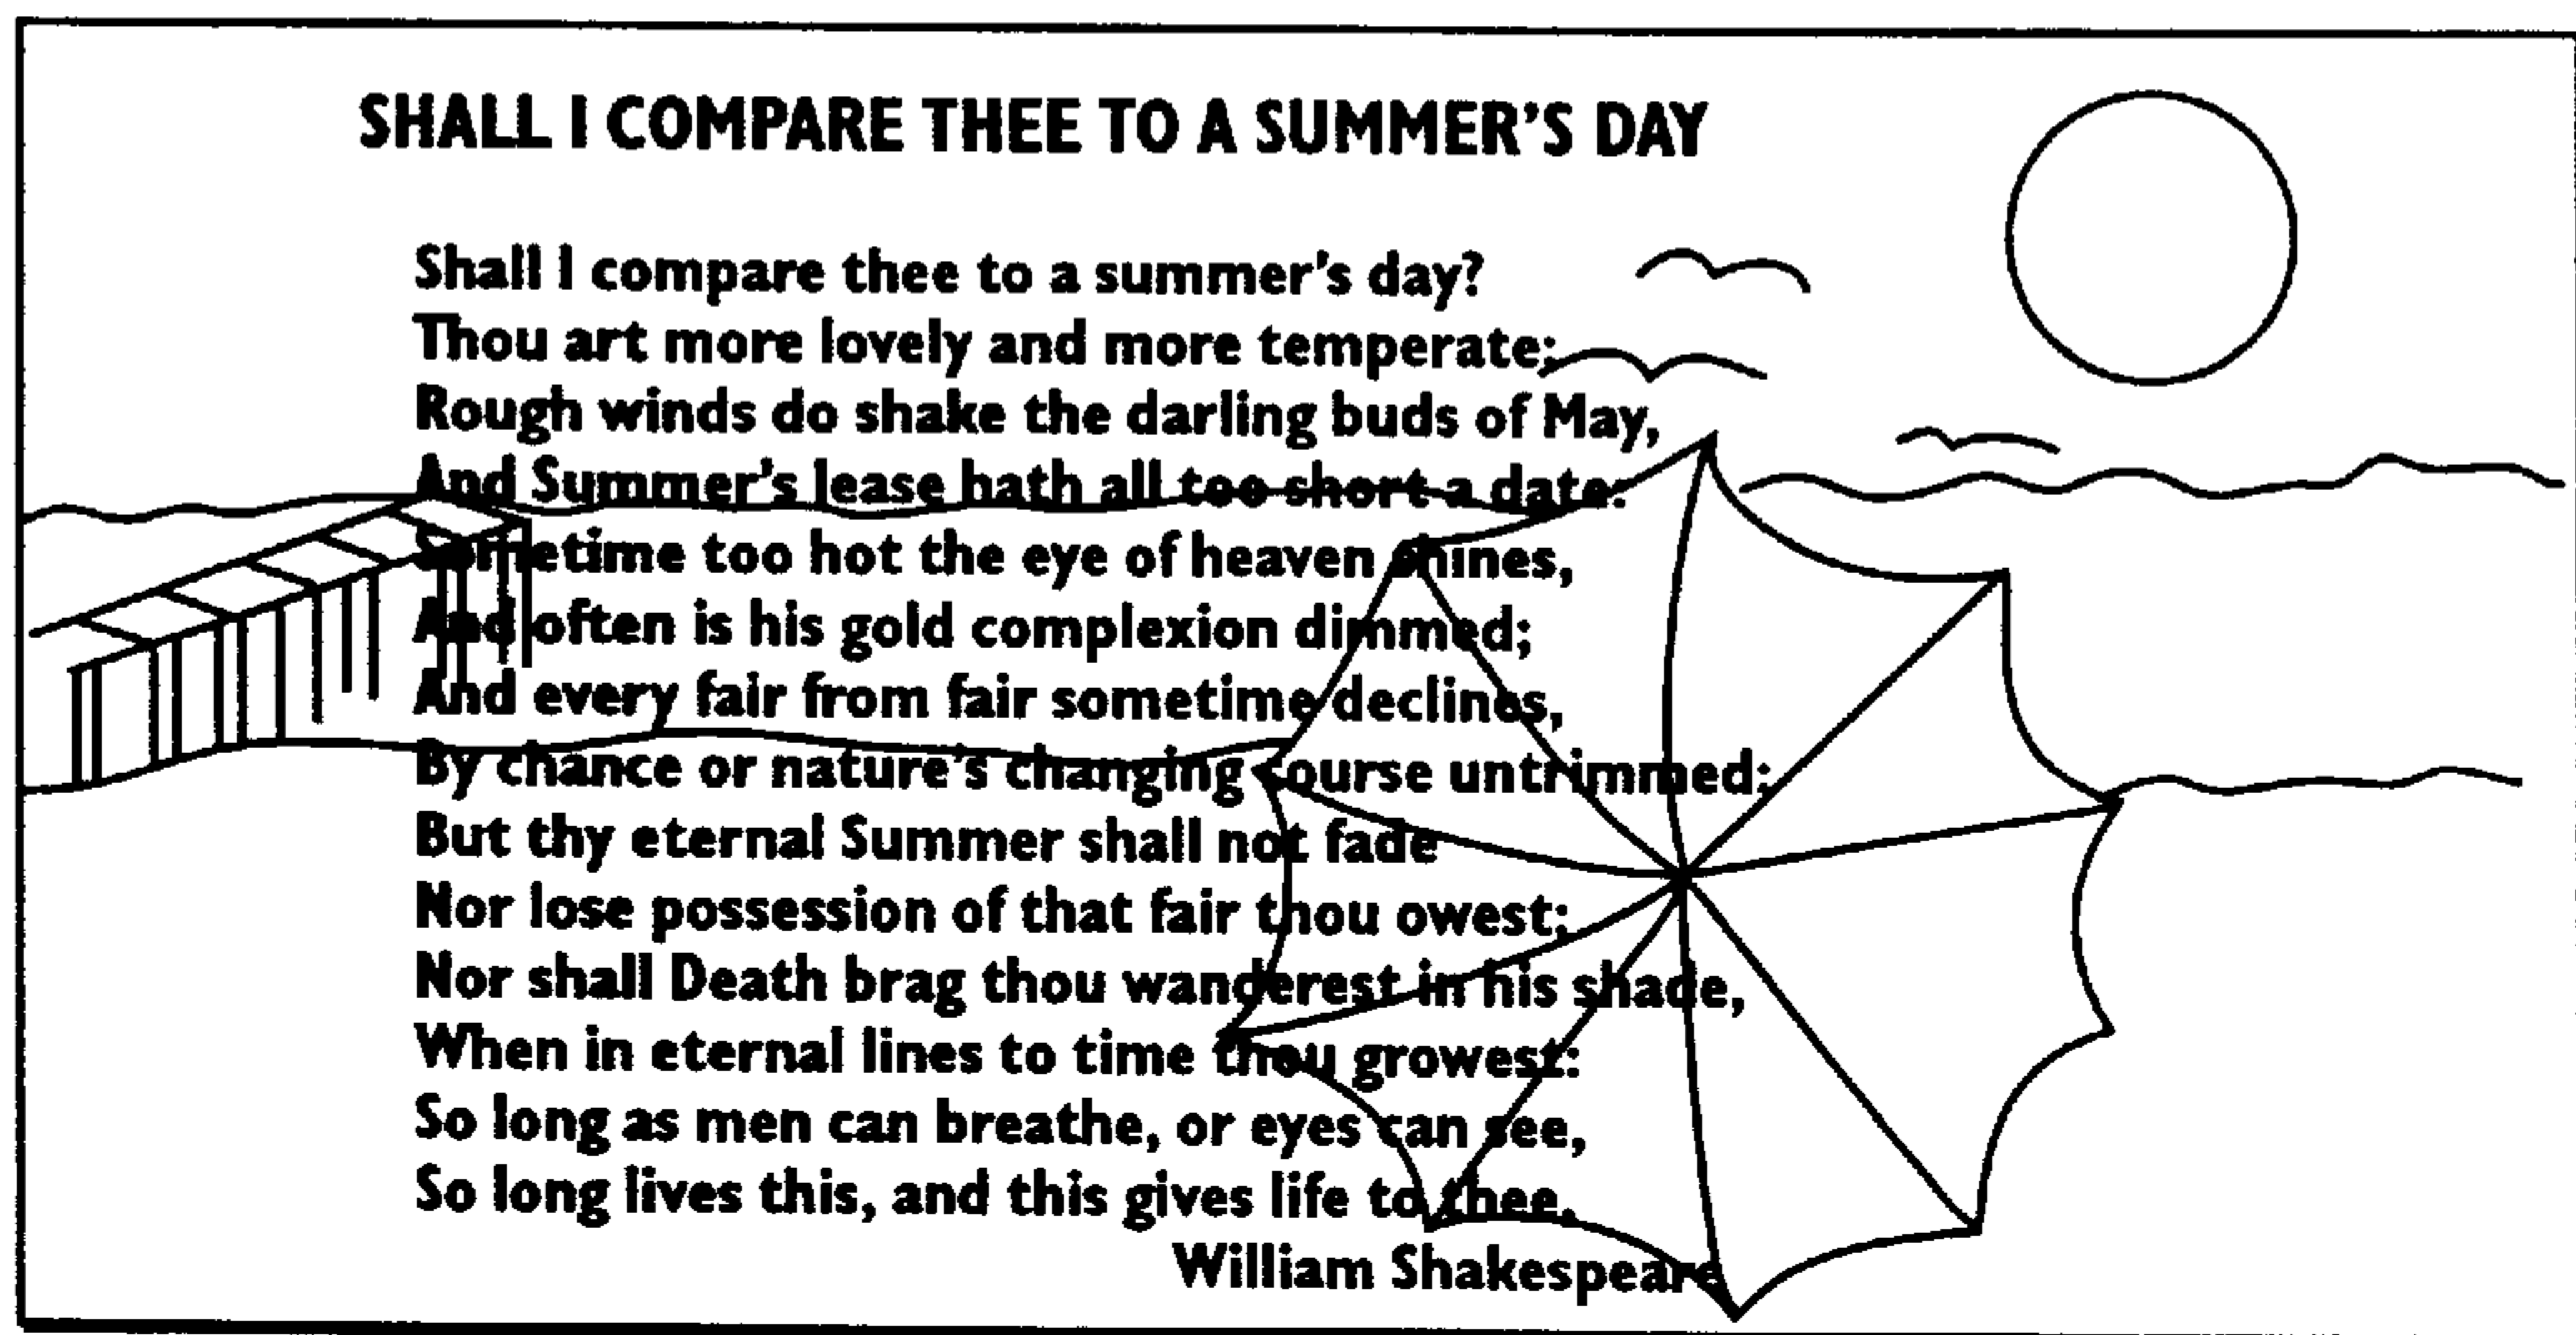 SHALL I COMPARE THEE TO A SUMMER'S DAY
Shall I compare thee to a summer's day?
Thou art more lovely and more temperate:
Rough winds do shake the darling buds of May,
And Summer's lease hath all too short a date:
Sometime too hot the eye of heaven shines,
And often is his gold complexion dimmed;
And every fair from fair sometime declines,
By chance or nature's changing course untrimmed:
But thy eternal Summer shall not fade
Nor lose possession of that fair thou owest;
Nor shall Death brag thou wanderest in his shade,
When in eternal lines to time thou growest:
So long as men can breathe, or eyes can see,
So long lives this, and this gives life to thee.
William Shakespeare